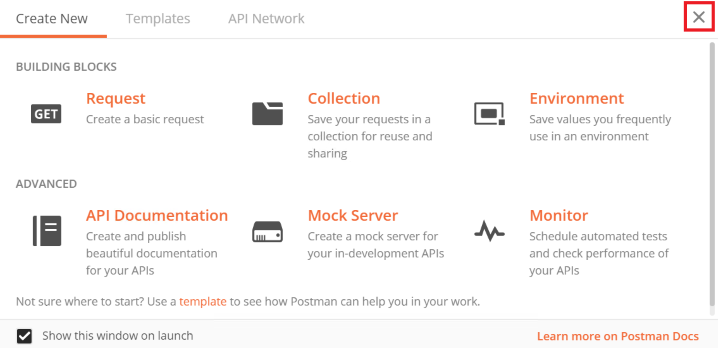 Create New Templates API Network
BUILDING BLOCKS
GET
Request
Create a basic request
Collection
Save your requests in a
collection for reuse and
sharing
Environment
Save values you frequently
use in an environment
ADVANCED
API Documentation
Create and publish
beautiful documentation
for your APIs
Mock Server
Create a mock server for
your in-development APIs
Monitor
Schedule automated tests
and check performance of
your APIs
Not sure where to start? Use a template to see how Postman can help you in your work.
Show this window on launch
Learn more on Postman Docs